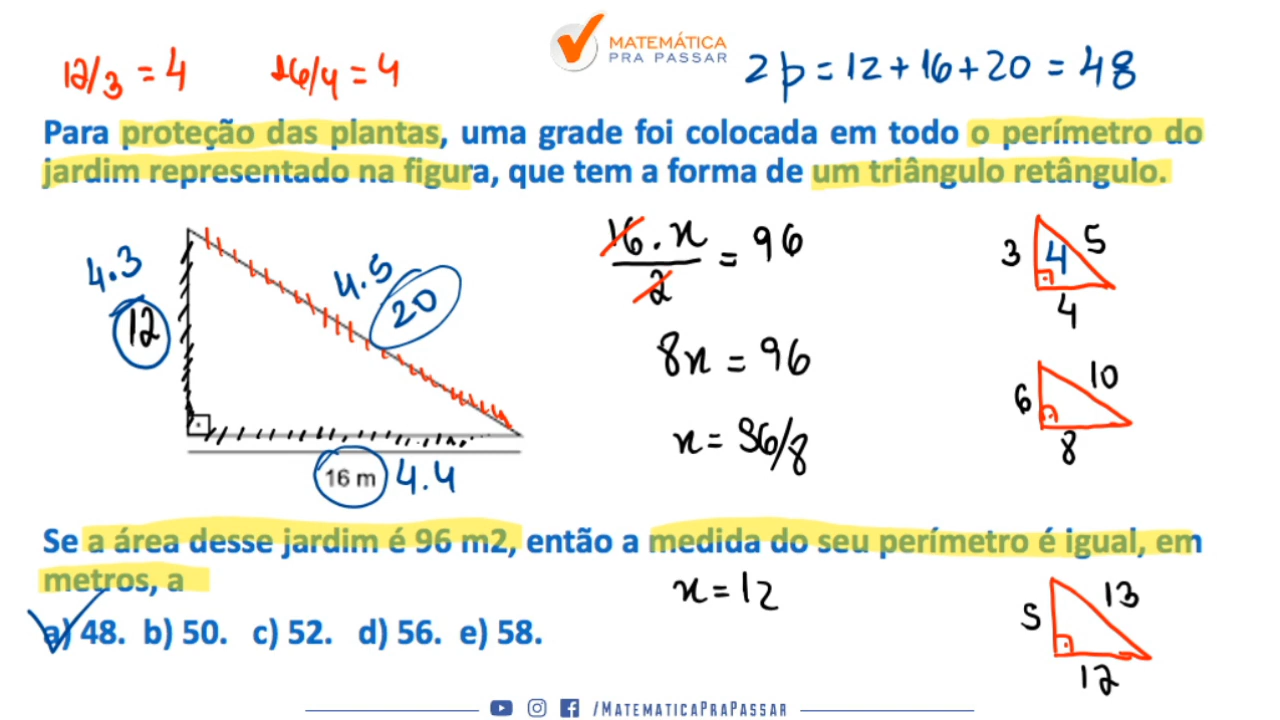 MATEMÁTICA
PRA PASSAR
12/3 = 4
16/4 = 4
2p = 12 + 16 + 20 = 48
Para proteção das plantas, uma grade foi colocada em todo o perímetro do
jardim representado na figura, que tem a forma de um triângulo retângulo.
4.3
12
4.5
20
16 m
4.4
16 . x / 2 = 96
8x = 96
x = 96/8
3 4 5
4
6 10
8
Se a área desse jardim é 96 m2, então a medida do seu perímetro é igual, em
metros, a
x = 12
a) 48. b) 50. c) 52. d) 56. e) 58.
5 13
12
/MATEMATICAPRAPASSAR